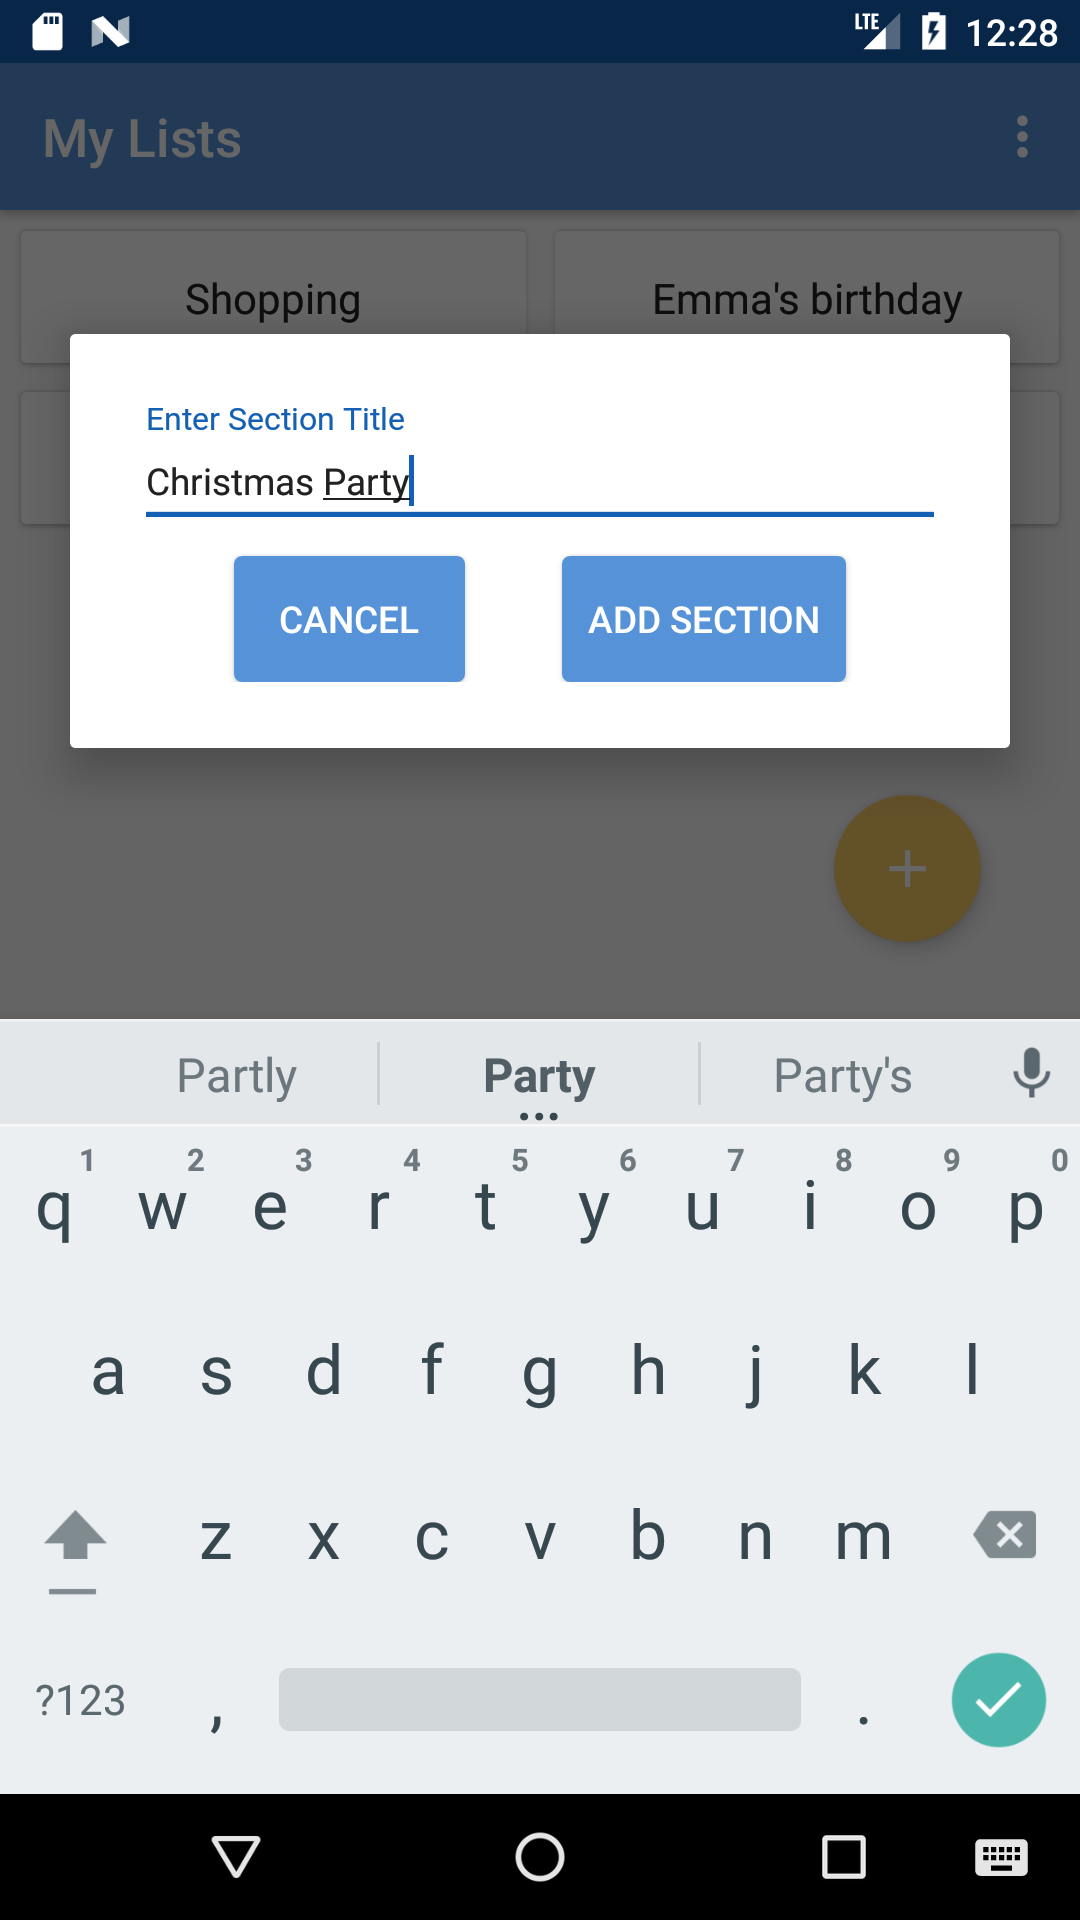 LTE 12:28
My Lists
Shopping Emma's birthday
Enter Section Title
Christmas Party
CANCEL ADD SECTION
+
Partly Party Party's
1 2 3 4 5 6 7 8 9 0
q w e r t y u i o p
a s d f g h j k l
z x c v b n m
?123 , .